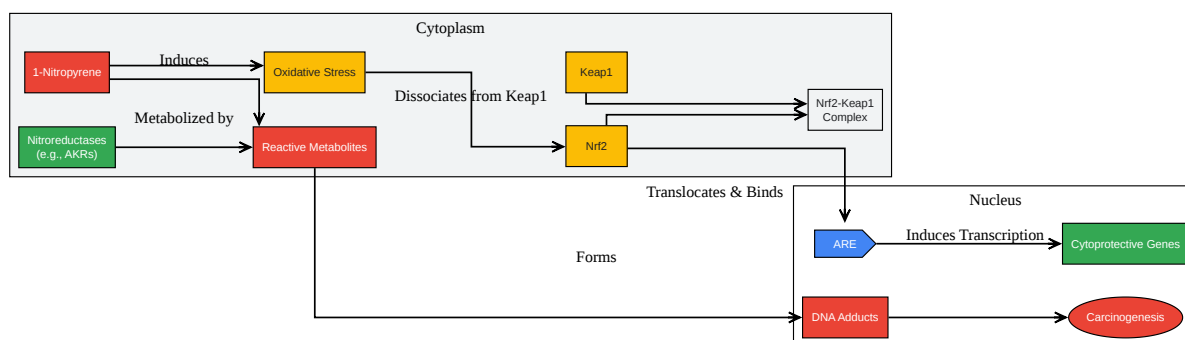 Cytoplasm
1-Nitropyrene
Induces
Oxidative Stress
Keap1
Dissociates from Keap1
Nrf2-Keap1
Complex
Metabolized by
Nitroreductases
(e.g., AKRs)
Reactive Metabolites
Nrf2
Translocates & Binds
Nucleus
ARE
Induces Transcription
Cytoprotective Genes
Forms
DNA Adducts
Carcinogenesis